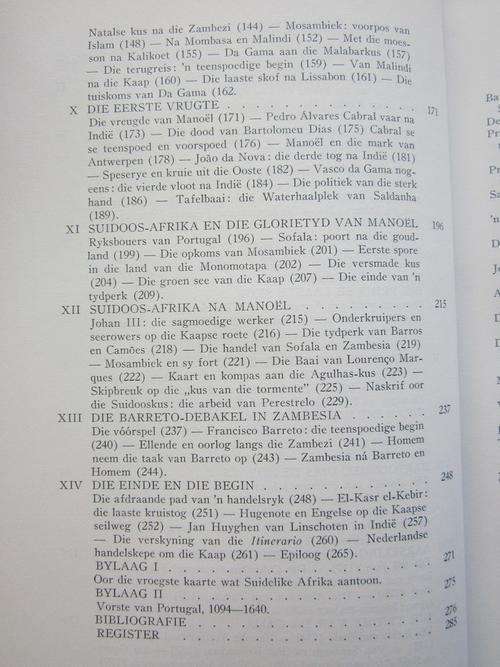 Natalse kus na die Zambezi (144) — Mosambiek: voorpos van
Islam (148) — Na Mombasa en Malindi (152) — Met die moes-
son na Kalikoet (155) — Da Gama aan die Malabarkus (157)
— Die terugreis: 'n teenspoedige begin (159) — Van Malindi
na die Kaap (160) — Die laaste skof na Lissabon (161) — Die
tuiskoms van Da Gama (162.
X DIE EERSTE VRUGTE . . . . . . . . . . . 171
Die vreugde van Manoël (171) — Pedro Álvares Cabral vaar na
Indië (173) — Die dood van Bartolomeu Dias (175) Cabral se
se teenspoed en voorspoed (176) — Manoël en die mark van
Antwerpen (178) — João da Nova: die derde tog na Indië (181)
— Speserye en kruie uit die Ooste (182) — Vasco da Gama nog-
eens: die vierde vloot na Indië (184) — Die politiek van die sterk
hand (186) — Tafelbaai: die Waterhaalplek van Saldanha
(189).
XI SUIDOOS-AFRIKA EN DIE GLORIETYD VAN MANOËL 196
Ryksbouers van Portugal (196) — Sofala: poort na die goud-
land (199) — Die opkoms van Mosambiek (201) — Eerste spore
in die land van die Monomotapa (202) — Die versmade kus
(204) — Die groen see van die Kaap (207) — Die einde van 'n
tydperk (209).
XII SUIDOOS-AFRIKA NA MANOËL . . . . . . . . 215
Johan III: die sagmoedige werker (215) — Onderkruipers en
seerowers op die Kaapse roete (216) — Die tydperk van Barros
en Camões (218) — Die handel van Sofala en Zambesia (219)
— Mosambiek en sy fort (221) — Die Baai van Lourenço Mar-
ques (222) — Kaart en kompas aan die Agulhas-kus (223) —
Skipbreuk op die „kus van die tormente" (225) — Naskrif oor
die Suidooskus: die arbeid van Perestrelo (229).
XIII DIE BARRETO-DEBAKEL IN ZAMBESIA . . . . . . 237
Die vóórspel (237) — Francisco Barreto: die teenspoedige begin
(240) — Ellende en oorlog langs die Zambezi (241) — Homem
neem die taak van Barreto op (243) — Zambesia ná Barreto en
Homem (244).
XIV DIE EINDE EN DIE BEGIN . . . . . . . . . . 248
Die afdraande pad van 'n handelsryk (248) — El-Kasr el-Kebir:
die laaste kruistog (251) — Hugenote en Engelse op die Kaapse
seilweg (252) — Jan Huyghen van Linschoten in Indië (257)
— Die verskyning van die Itinerario (260) — Nederlandse
handelskepe om die Kaap (261) — Epiloog (265).
BYLAAG I . . . . . . . . . . . . . 271
Oor die vroegste kaarte wat Suidelike Afrika aantoon.
BYLAAG II . . . . . . . . . . . . . 275
Vorste van Portugal, 1094—1640.
BIBLIOGRAFIE . . . . . . . . . . . . 276
REGISTER . . . . . . . . . . . . . 285